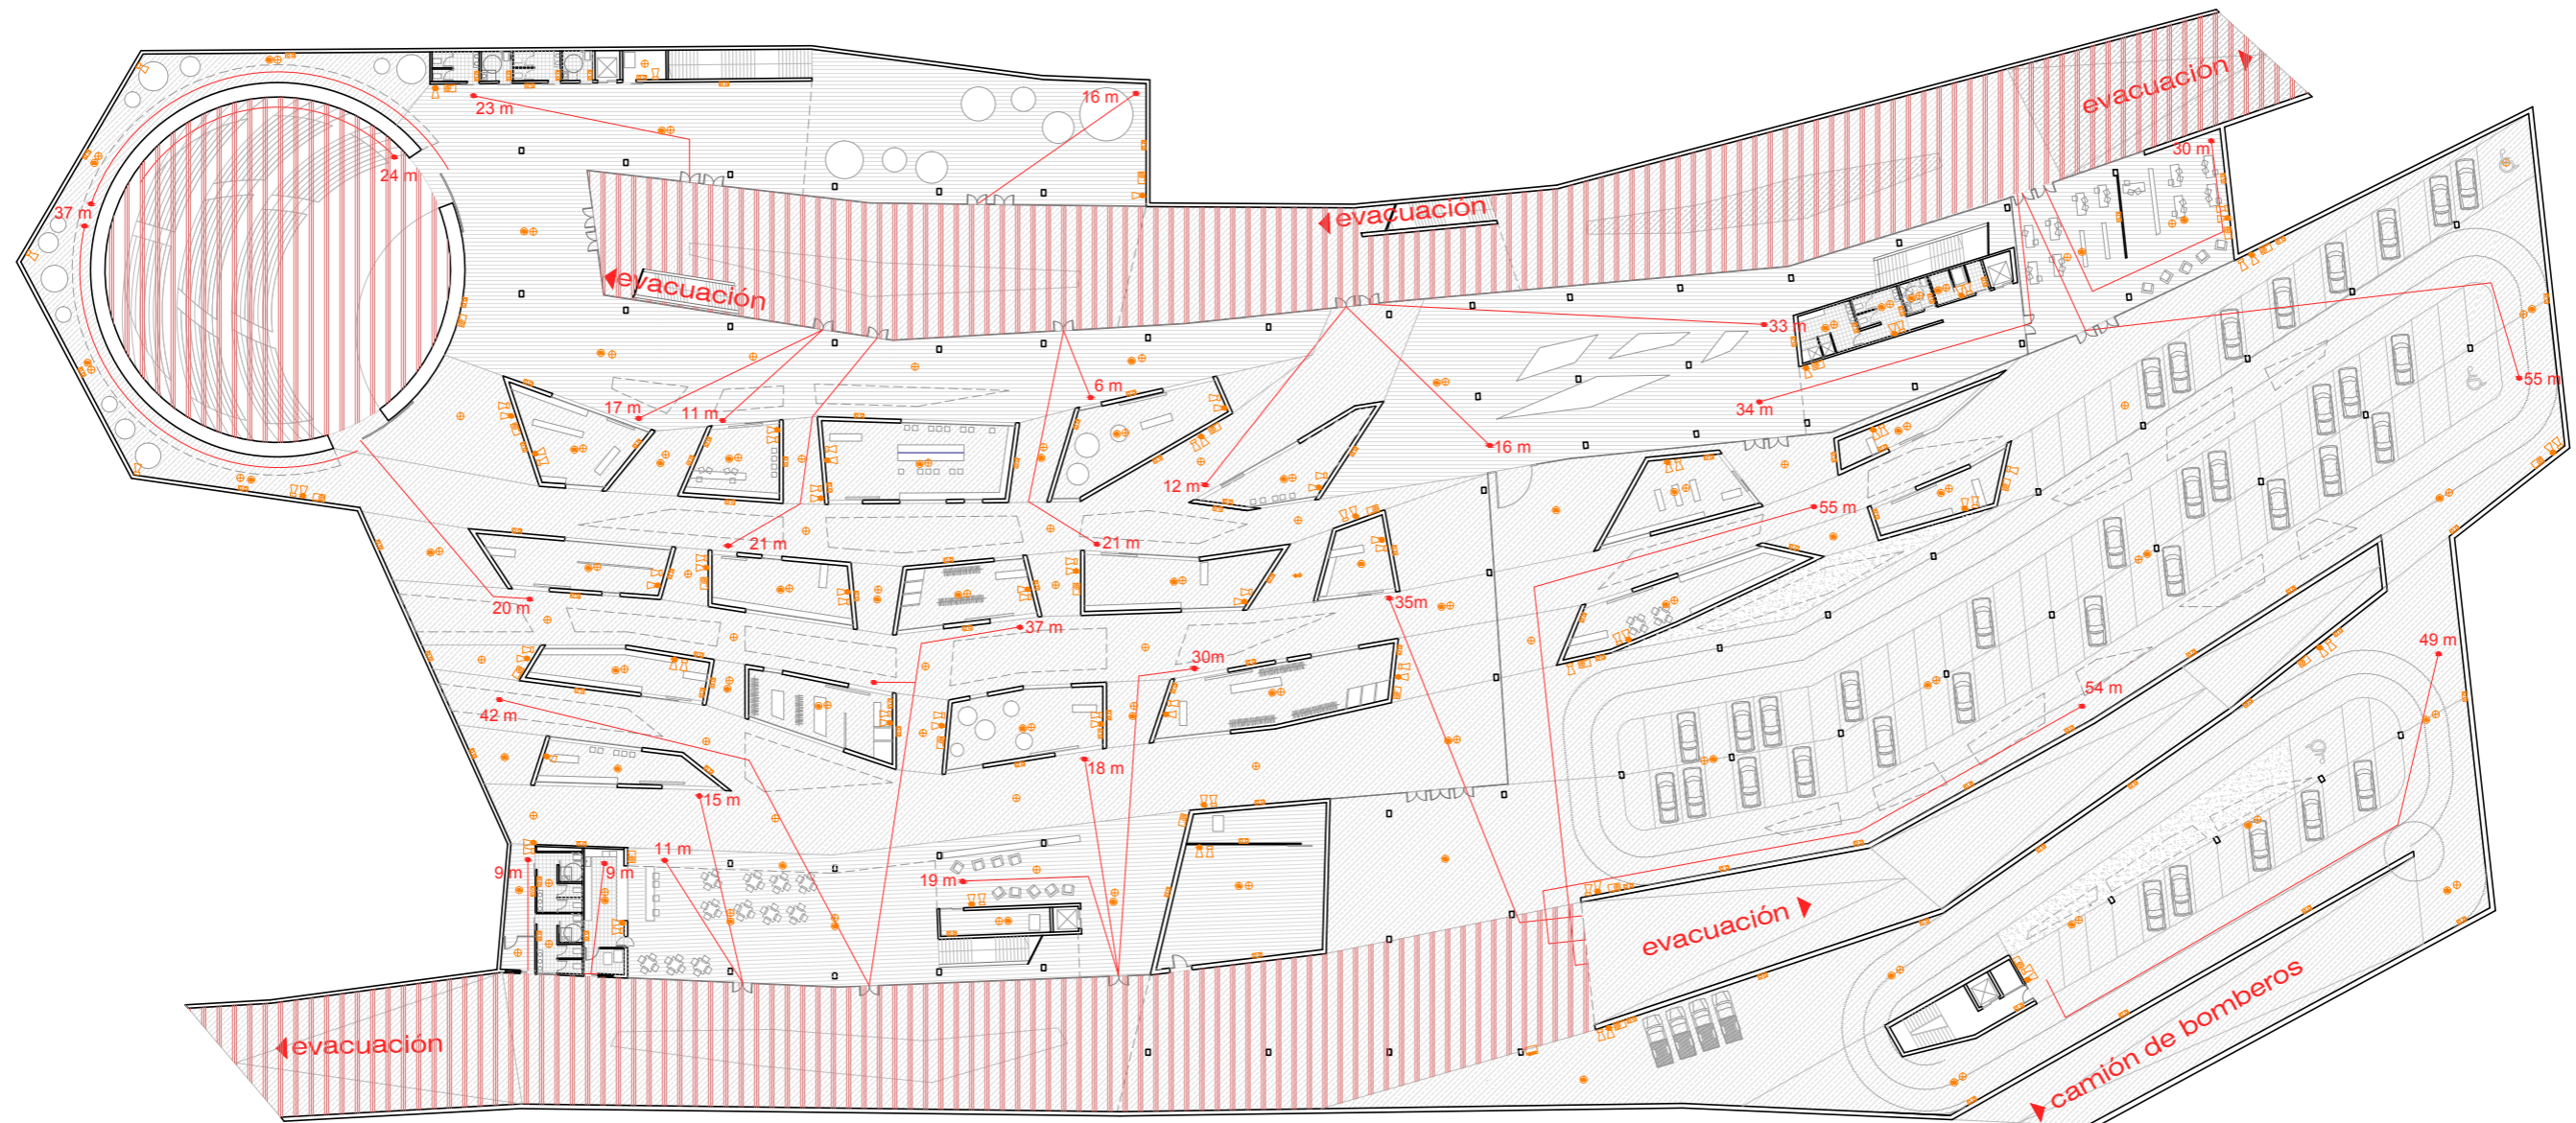 evacuación
16 m
23 m
30 m
24 m
37 m
evacuación
evacuación
33 m
55 m
6 m
17 m
11 m
34 m
16 m
12 m
55 m
21 m
21 m
20 m
35m
37 m
49 m
30m
54 m
42 m
18 m
15 m
11 m
9 m
9 m
19 m
evacuación
camión de bomberos
evacuación